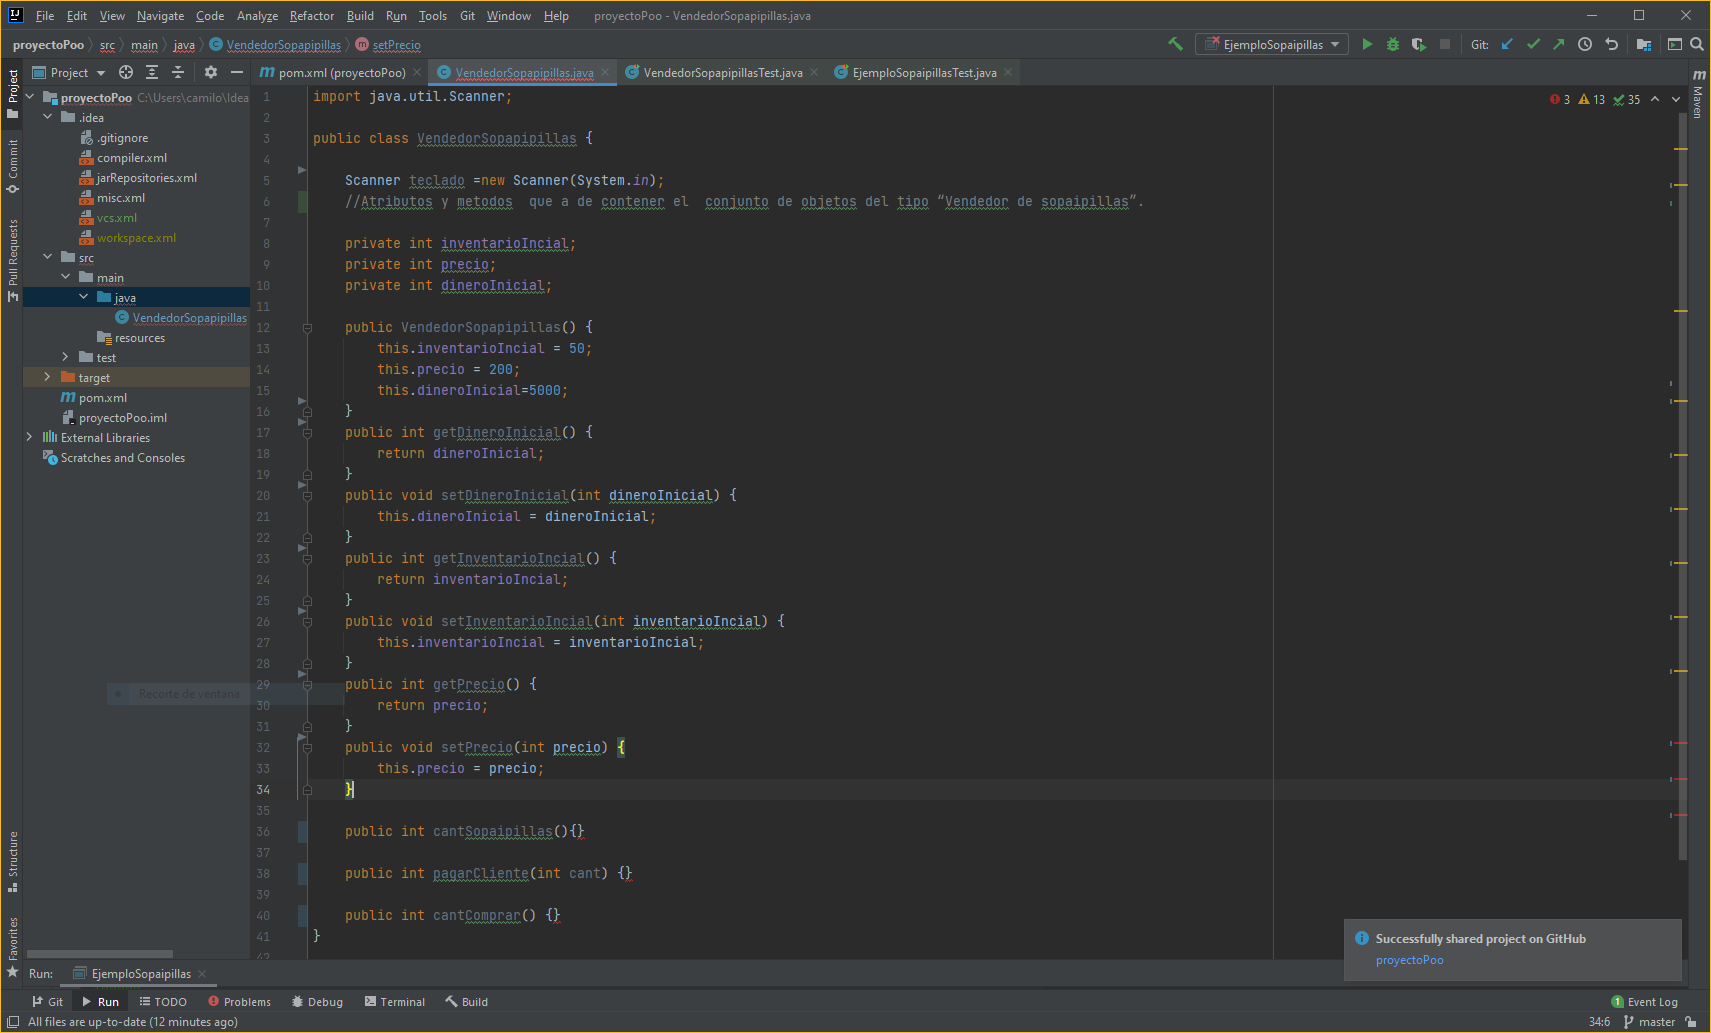 File Edit View Navigate Code Analyze Refactor Build Run Tools Git Window Help proyectoPoo - VendedorSopapipillas.java
proyectoPoo src main java VendedorSopapipillas setPrecio EjemploSopaipillas Git:
Project pom.xml (proyectoPoo) VendedorSopapipillas.java VendedorSopapipillasTest.java EjemploSopaipillasTest.java
Project
Commit
Pull Requests
Structure
Favorites
Maven
proyectoPoo C:\Users\camilo\Idea
.idea
.gitignore
compiler.xml
jarRepositories.xml
misc.xml
vcs.xml
workspace.xml
src
main
java
VendedorSopapipillas
resources
test
target
pom.xml
proyectoPoo.iml
External Libraries
Scratches and Consoles
Recorte de ventana
3 13 35
1 import java.util.Scanner;
2
3 public class VendedorSopapipillas {
4
5 Scanner teclado =new Scanner(System.in);
6 //Atributos y metodos  que a de contener el  conjunto de objetos del tipo “Vendedor de sopaipillas”.
7
8 private int inventarioIncial;
9 private int precio;
10 private int dineroInicial;
11
12 public VendedorSopapipillas() {
13 this.inventarioIncial = 50;
14 this.precio = 200;
15 this.dineroInicial=5000;
16 }
17 public int getDineroInicial() {
18 return dineroInicial;
19 }
20 public void setDineroInicial(int dineroInicial) {
21 this.dineroInicial = dineroInicial;
22 }
23 public int getInventarioIncial() {
24 return inventarioIncial;
25 }
26 public void setInventarioIncial(int inventarioIncial) {
27 this.inventarioIncial = inventarioIncial;
28 }
29 public int getPrecio() {
30 return precio;
31 }
32 public void setPrecio(int precio) {
33 this.precio = precio;
34 }
35
36 public int cantSopaipillas(){}
37
38 public int pagarCliente(int cant) {}
39
40 public int cantComprar() {}
41 }
42
Successfully shared project on GitHub
proyectoPoo
Run: EjemploSopaipillas
Git Run TODO Problems Debug Terminal Build 1 Event Log
All files are up-to-date (12 minutes ago) 34:6 master